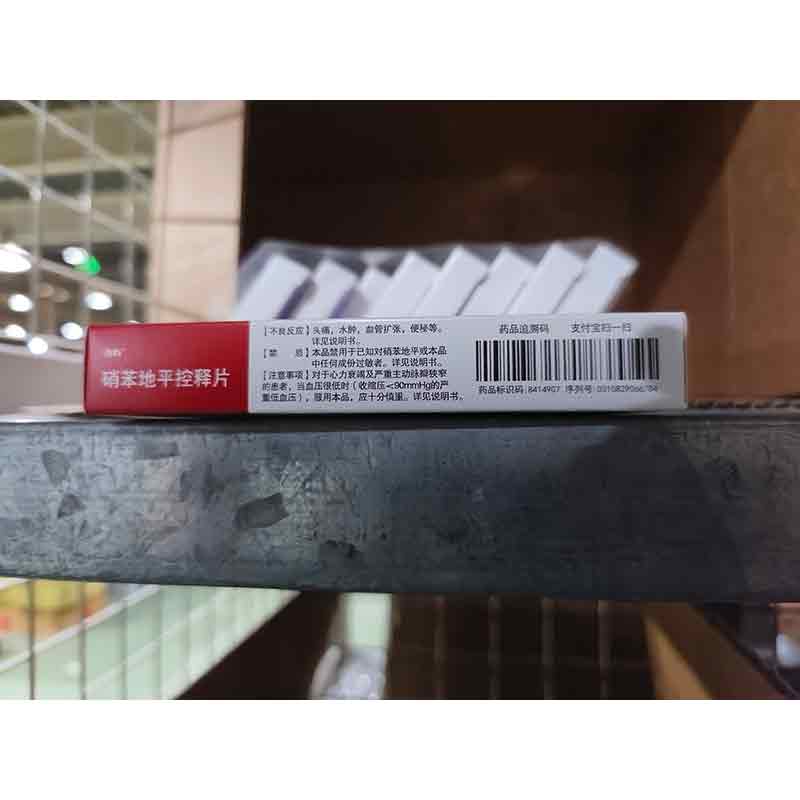 硝苯地平控释片
【不良反应】头痛，水肿，血管扩张，便秘等。
详见说明书。
【禁　　忌】本品禁用于已知对硝苯地平或本品
中任何成份过敏者。详见说明书。
【注意事项】对于心力衰竭及严重主动脉瓣狭窄
的患者，当血压很低时（收缩压<90mmHg的严
重低血压），服用本品，应十分慎重。详见说明书。
药品追溯码　支付宝扫一扫
药品标识码：8414907 序列号：